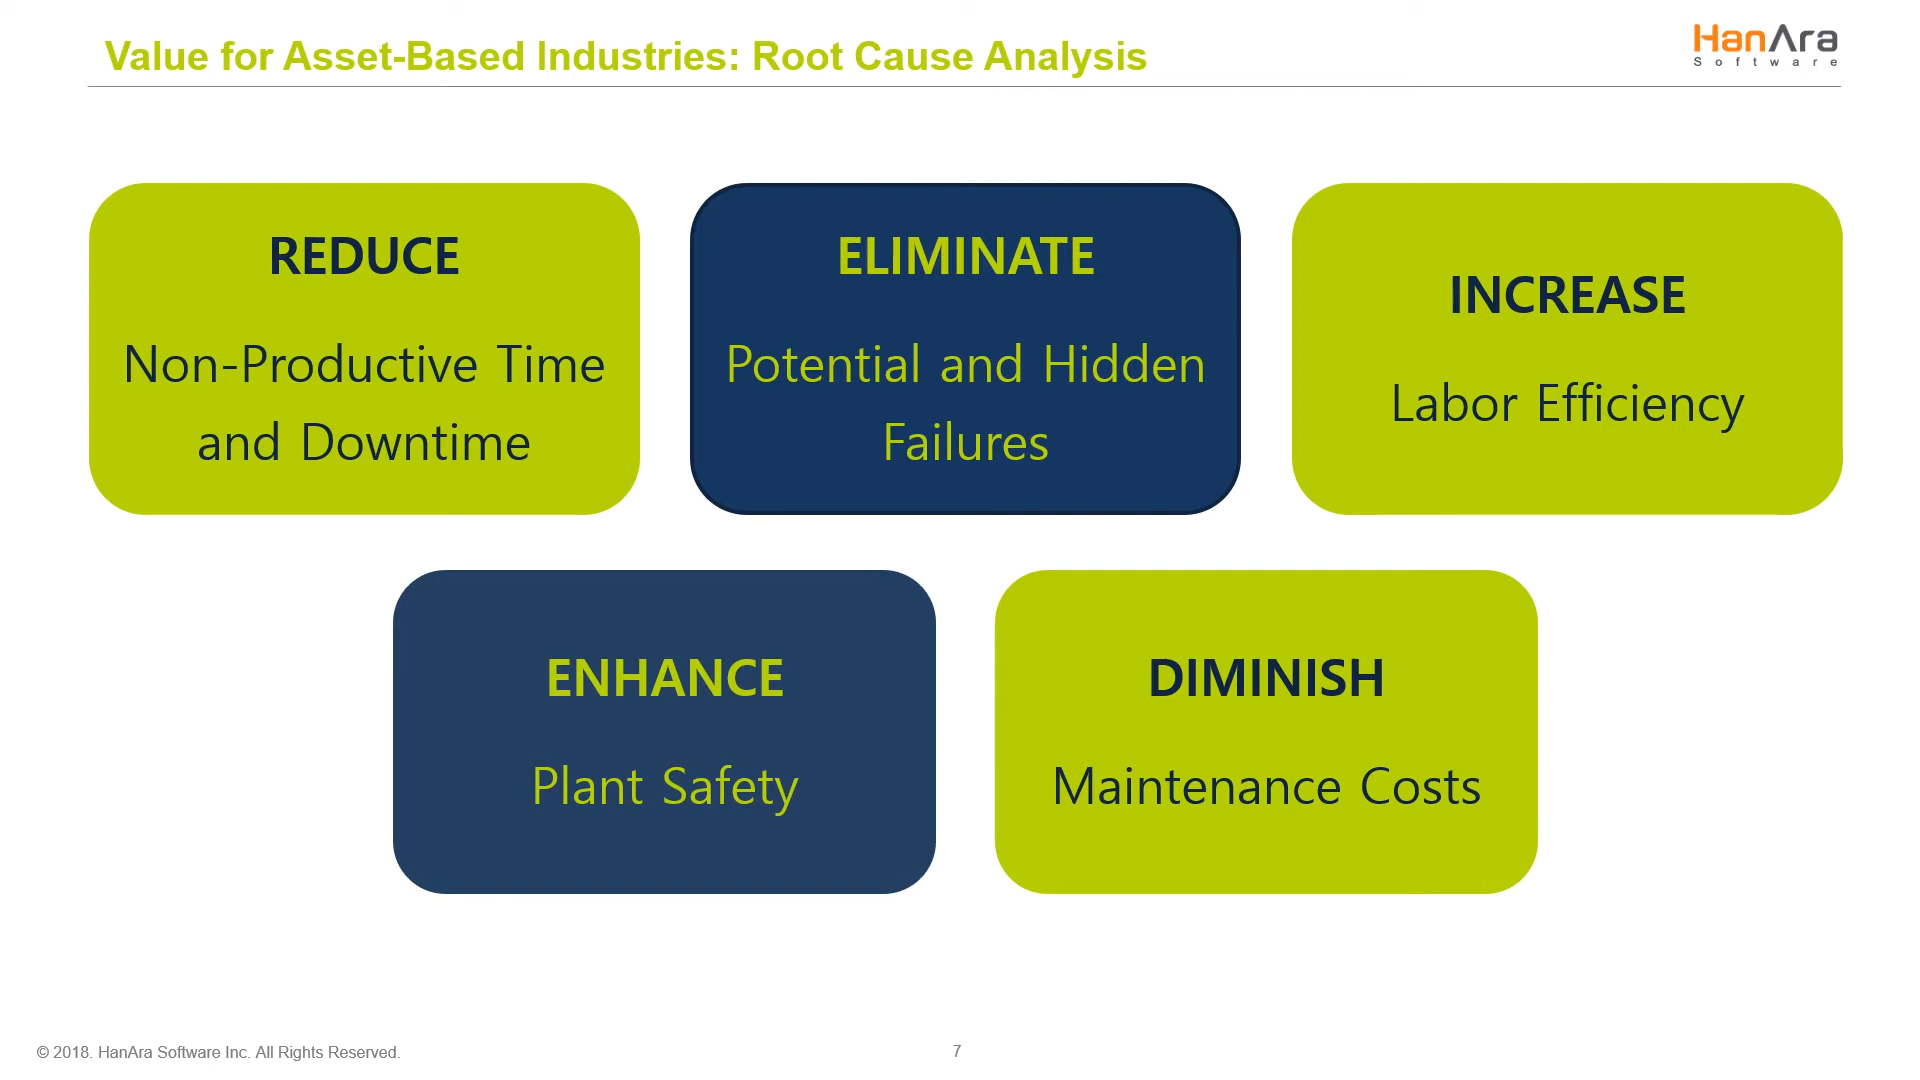 Value for Asset-Based Industries: Root Cause Analysis
HanAra
Software
REDUCE
Non-Productive Time
and Downtime
ELIMINATE
Potential and Hidden
Failures
INCREASE
Labor Efficiency
ENHANCE
Plant Safety
DIMINISH
Maintenance Costs
© 2018. HanAra Software Inc. All Rights Reserved.
7